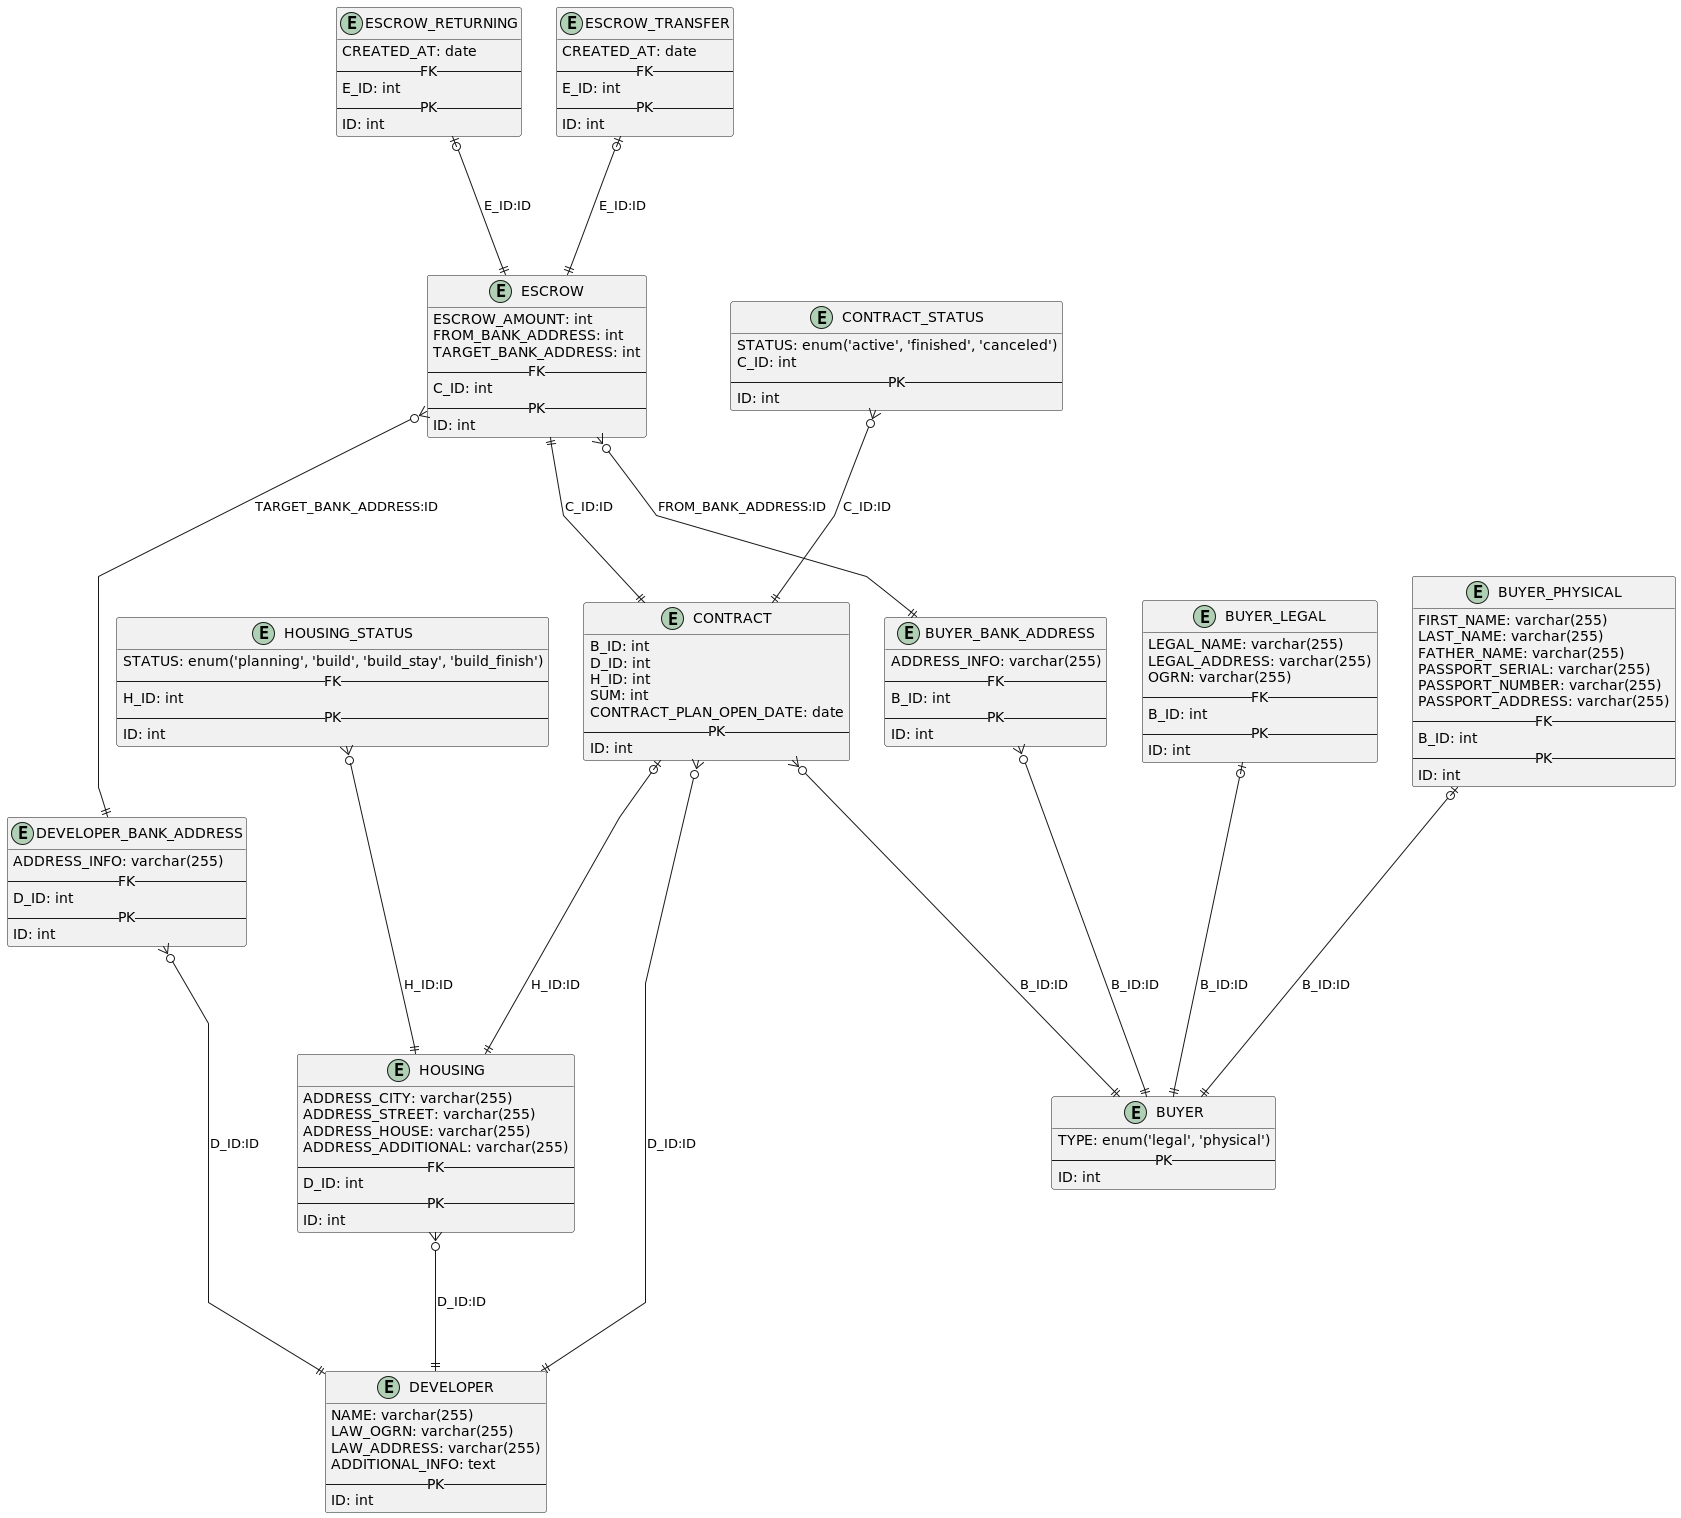 E ESCROW_RETURNING
CREATED_AT: date
FK
E_ID: int
PK
ID: int
E ESCROW_TRANSFER
CREATED_AT: date
FK
E_ID: int
PK
ID: int
E_ID:ID
E_ID:ID
E ESCROW
ESCROW_AMOUNT: int
FROM_BANK_ADDRESS: int
TARGET_BANK_ADDRESS: int
FK
C_ID: int
PK
ID: int
E CONTRACT_STATUS
STATUS: enum('active', 'finished', 'canceled')
C_ID: int
PK
ID: int
TARGET_BANK_ADDRESS:ID
C_ID:ID
FROM_BANK_ADDRESS:ID
C_ID:ID
E HOUSING_STATUS
STATUS: enum('planning', 'build', 'build_stay', 'build_finish')
FK
H_ID: int
PK
ID: int
E CONTRACT
B_ID: int
D_ID: int
H_ID: int
SUM: int
CONTRACT_PLAN_OPEN_DATE: date
PK
ID: int
E BUYER_BANK_ADDRESS
ADDRESS_INFO: varchar(255)
FK
B_ID: int
PK
ID: int
E BUYER_LEGAL
LEGAL_NAME: varchar(255)
LEGAL_ADDRESS: varchar(255)
OGRN: varchar(255)
FK
B_ID: int
PK
ID: int
E BUYER_PHYSICAL
FIRST_NAME: varchar(255)
LAST_NAME: varchar(255)
FATHER_NAME: varchar(255)
PASSPORT_SERIAL: varchar(255)
PASSPORT_NUMBER: varchar(255)
PASSPORT_ADDRESS: varchar(255)
FK
B_ID: int
PK
ID: int
E DEVELOPER_BANK_ADDRESS
ADDRESS_INFO: varchar(255)
FK
D_ID: int
PK
ID: int
H_ID:ID
H_ID:ID
B_ID:ID
B_ID:ID
B_ID:ID
B_ID:ID
E HOUSING
ADDRESS_CITY: varchar(255)
ADDRESS_STREET: varchar(255)
ADDRESS_HOUSE: varchar(255)
ADDRESS_ADDITIONAL: varchar(255)
FK
D_ID: int
PK
ID: int
E BUYER
TYPE: enum('legal', 'physical')
PK
ID: int
D_ID:ID
D_ID:ID
D_ID:ID
E DEVELOPER
NAME: varchar(255)
LAW_OGRN: varchar(255)
LAW_ADDRESS: varchar(255)
ADDITIONAL_INFO: text
PK
ID: int